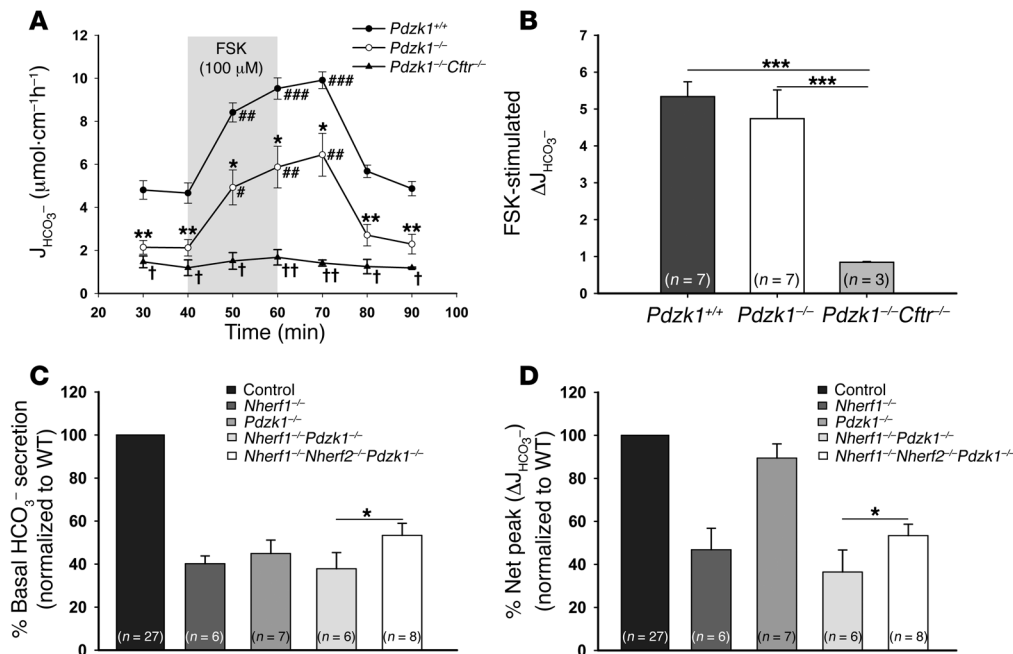 A
Pdzk1+/+
Pdzk1–/–
Pdzk1–/–Cftr–/–
FSK
(100 μM)
JHCO3– (μmol·cm–1h–1)
12
10
8
6
4
2
0
##
###
###
*
*
*
#
##
##
**
**
**
**
†
†
†
††
††
†
†
20
30
40
50
60
70
80
90
100
Time (min)
B
FSK-stimulated
ΔJHCO3–
7
6
5
4
3
2
1
0
***
***
(n = 7)
(n = 7)
(n = 3)
Pdzk1+/+
Pdzk1–/–
Pdzk1–/–Cftr–/–
C
% Basal HCO3– secretion
(normalized to WT)
120
100
80
60
40
20
0
Control
Nherf1–/–
Pdzk1–/–
Nherf1–/–Pdzk1–/–
Nherf1–/–Nherf2–/–Pdzk1–/–
*
(n = 27)
(n = 6)
(n = 7)
(n = 6)
(n = 8)
D
% Net peak (ΔJHCO3–)
(normalized to WT)
120
100
80
60
40
20
0
Control
Nherf1–/–
Pdzk1–/–
Nherf1–/–Pdzk1–/–
Nherf1–/–Nherf2–/–Pdzk1–/–
*
(n = 27)
(n = 6)
(n = 7)
(n = 6)
(n = 8)